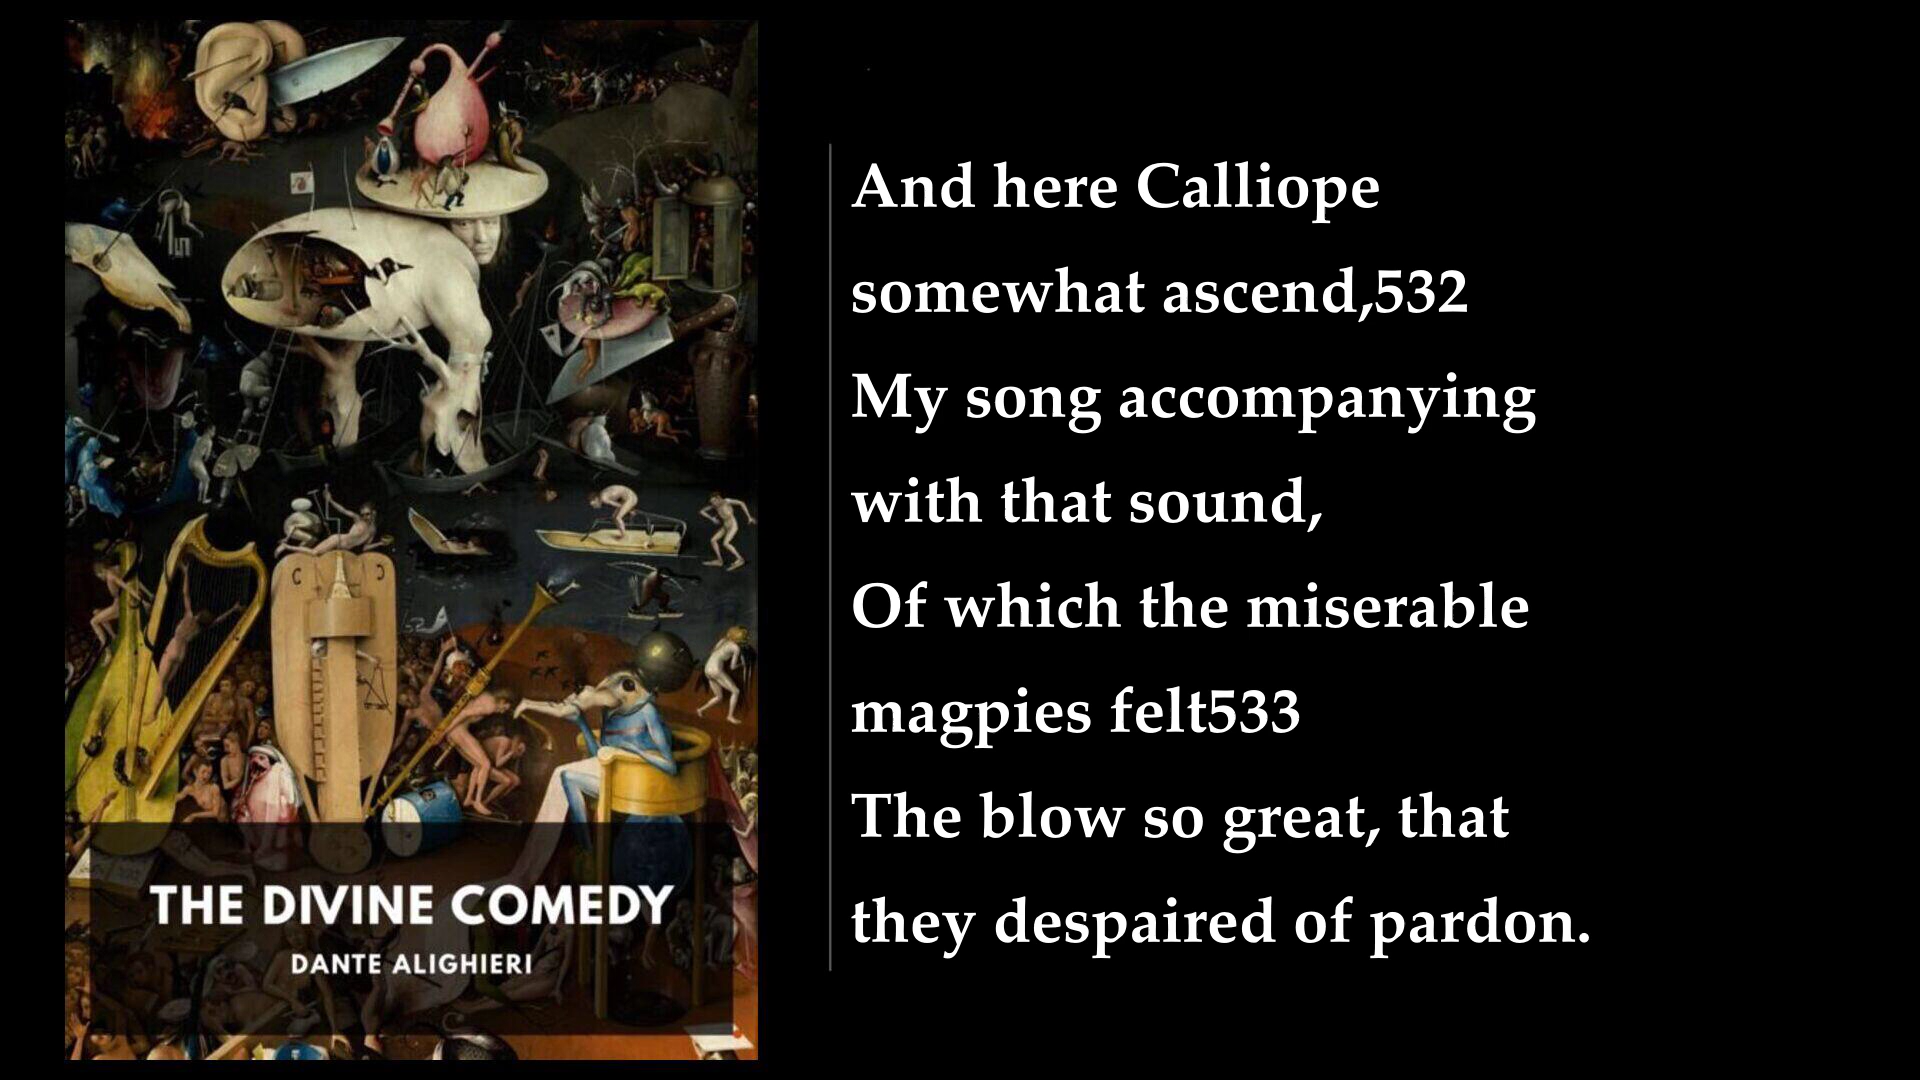 And here Calliope
somewhat ascend,532
My song accompanying
with that sound,
Of which the miserable
magpies felt533
The blow so great, that
they despaired of pardon.
THE DIVINE COMEDY
DANTE ALIGHIERI